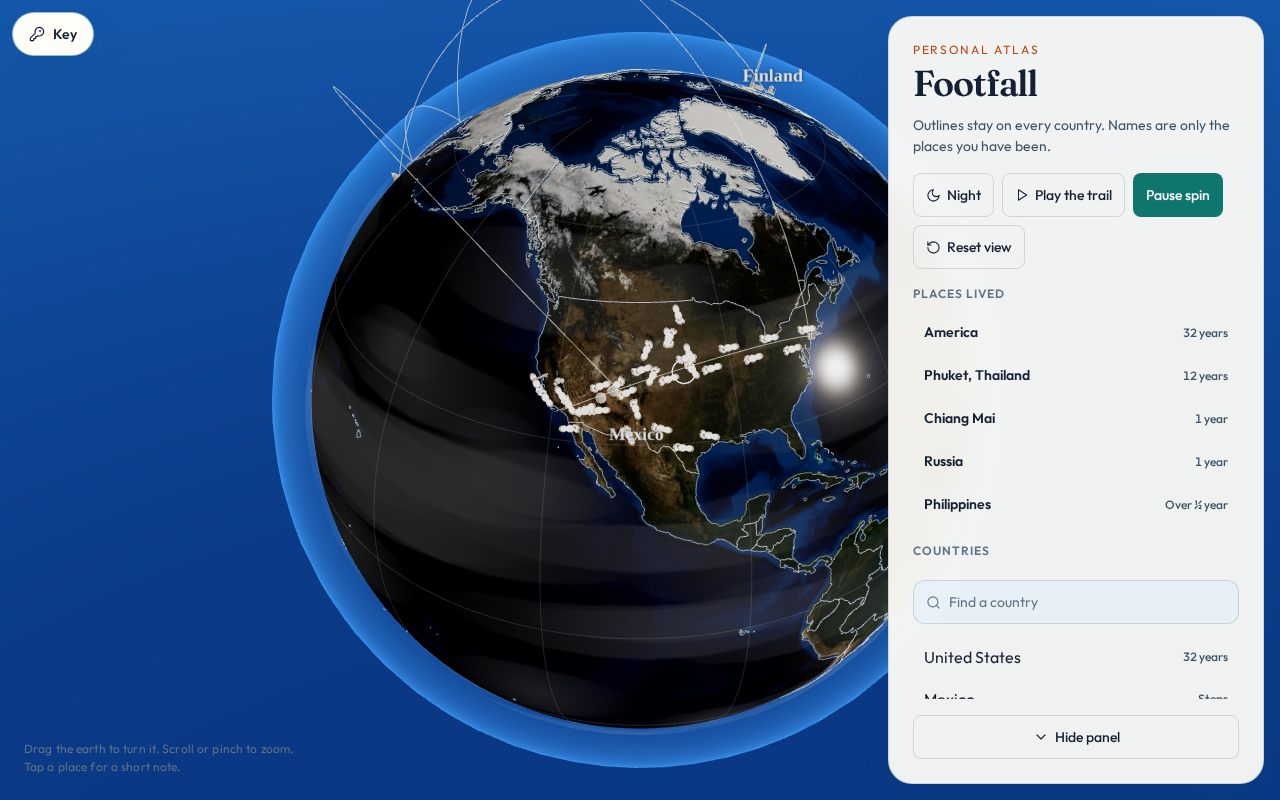 Key
Finland
Mexico
PERSONAL ATLAS
Footfall
Outlines stay on every country. Names are only the
places you have been.
Night
Play the trail
Pause spin
Reset view
PLACES LIVED
America 32 years
Phuket, Thailand 12 years
Chiang Mai 1 year
Russia 1 year
Philippines Over ½ year
COUNTRIES
Find a country
United States 32 years
Mexico Stops
Hide panel
Drag the earth to turn it. Scroll or pinch to zoom.
Tap a place for a short note.